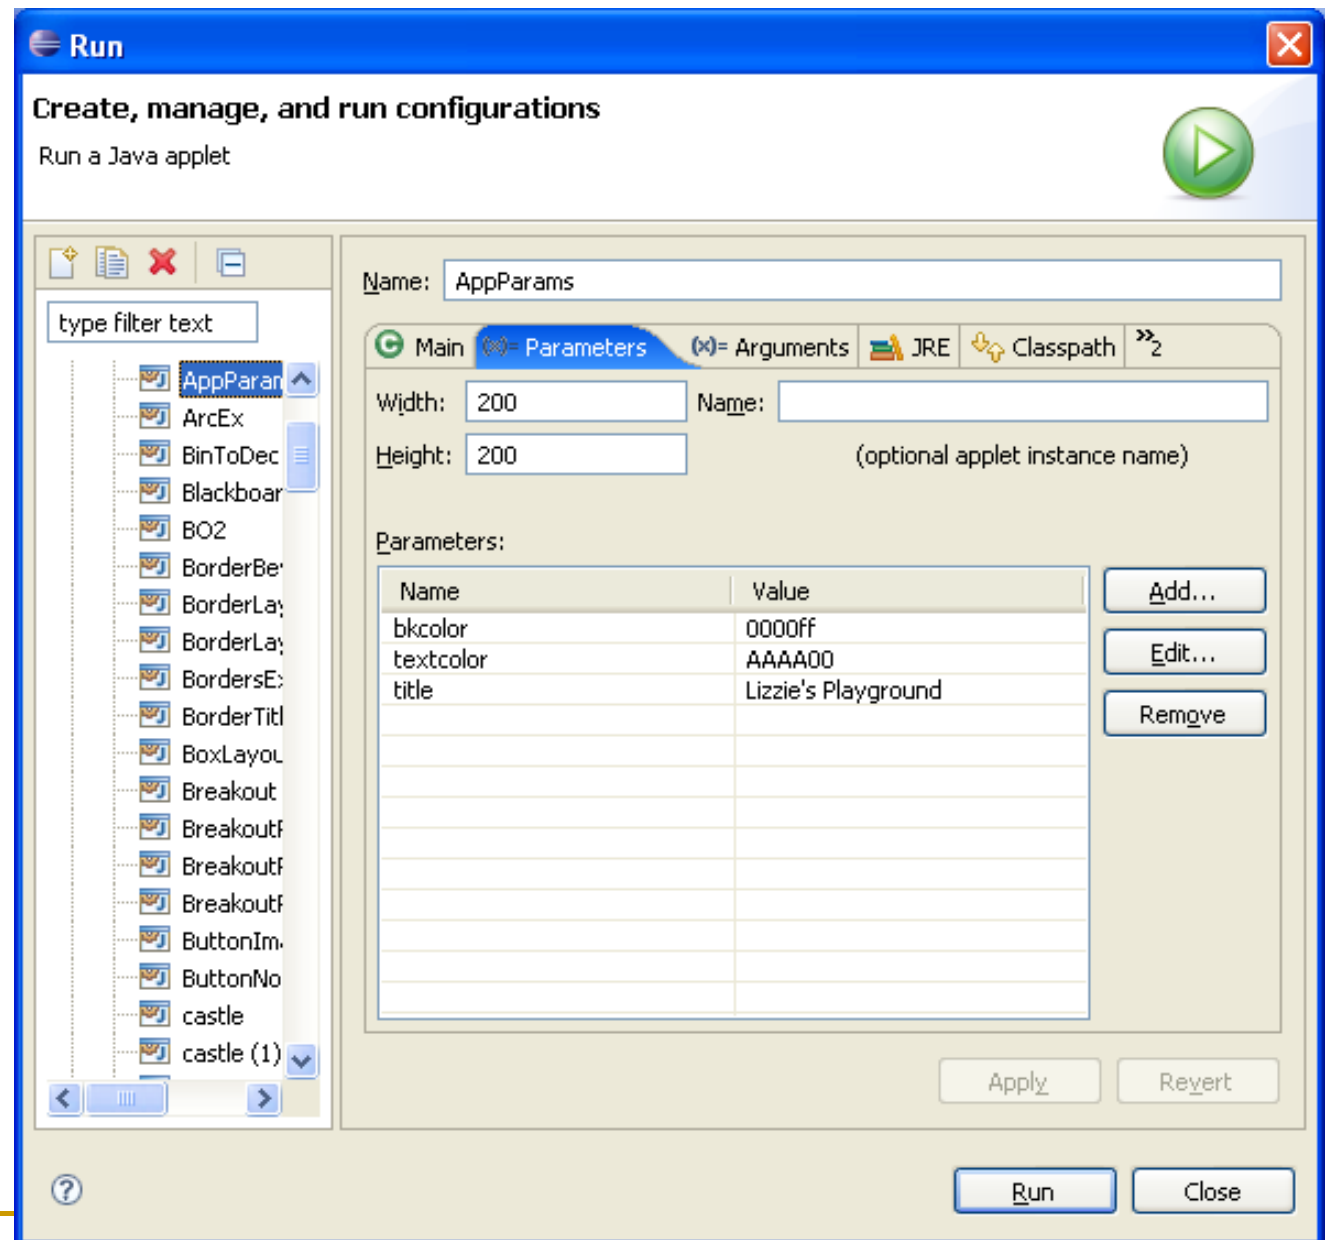 Run
Create, manage, and run configurations
Run a Java applet
type filter text
AppParam
ArcEx
BinToDec
Blackboar
BO2
BorderBe
BorderLay
BorderLay
BordersEx
BorderTitl
BoxLayou
Breakout
Breakout
Breakout
Breakout
ButtonIm
ButtonNo
castle
castle (1)
Name: AppParams
Main (x)= Parameters (x)= Arguments JRE Classpath »2
Width: 200 Name:
Height: 200 (optional applet instance name)
Parameters:
Name Value
bkcolor 0000ff
textcolor AAAA00
title Lizzie's Playground
Add...
Edit...
Remove
Apply Revert
? Run Close